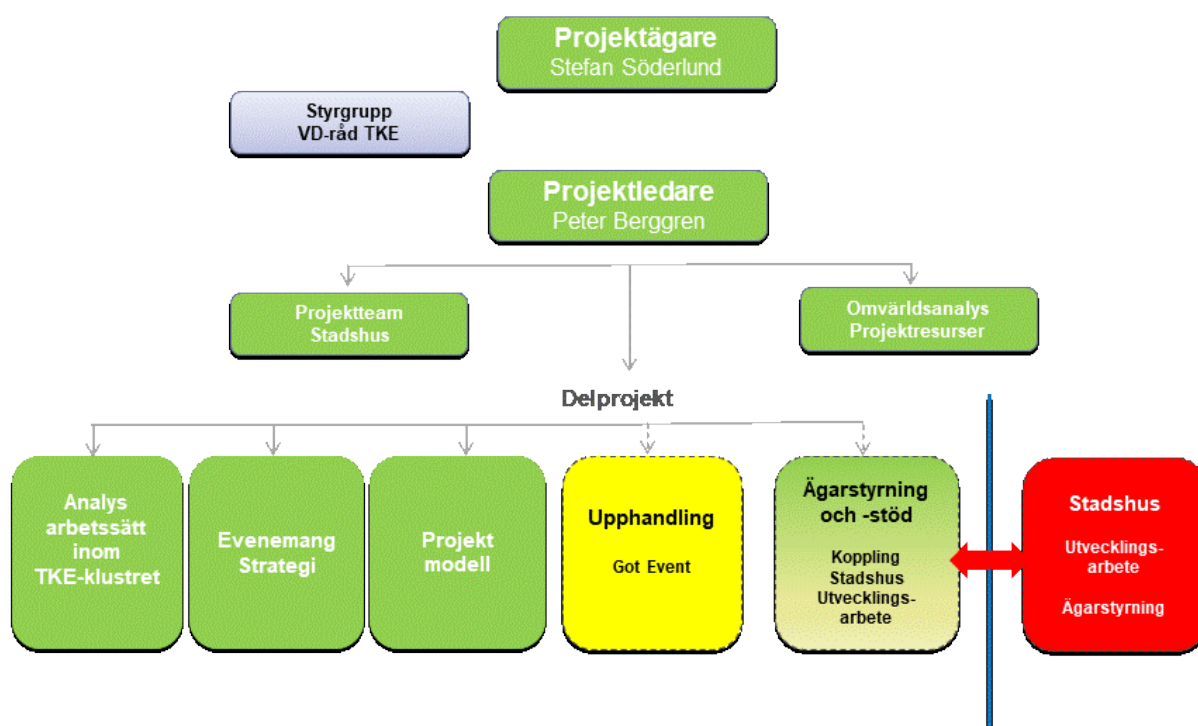 Projektägare
Stefan Söderlund
Styrgrupp
VD-råd TKE
Projektledare
Peter Berggren
Projektteam
Stadshus
Omvärldsanalys
Projektresurser
Delprojekt
Analys
arbetssätt
inom
TKE-klustret
Evenemang
Strategi
Projekt
modell
Upphandling
Got Event
Ägarstyrning
och -stöd
Koppling
Stadshus
Utvecklings-
arbete
Stadshus
Utvecklings-
arbete
Ägarstyrning